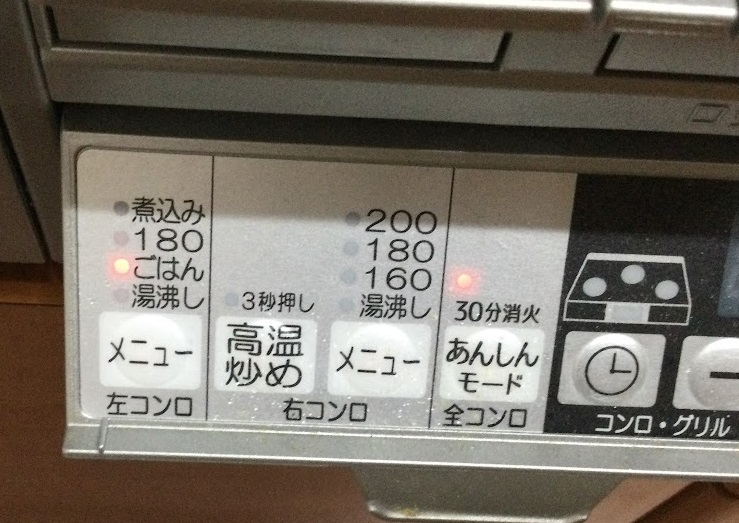 煮込み
180
ごはん
湯沸し
メニュー
左コンロ
3秒押し
高温
炒め
200
180
160
湯沸し
メニュー
右コンロ
30分消火
あんしん
モード
全コンロ
コンロ・グリル